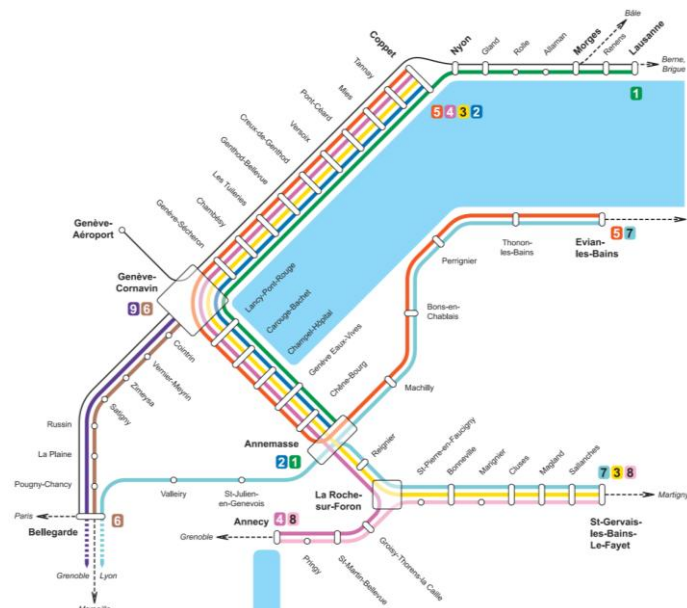 Bâle
Morges
Lausanne
Coppet
Nyon
Gland
Rolle
Allaman
Renens
Berne,
Brigue
Tannay
Mies
Pont-Céard
Versoix
Creux-de-Genthod
Genthod-Bellevue
Les Tuileries
Chambésy
Genève-Sécheron
5 4 3 2
1
Genève-
Aéroport
Genève-
Cornavin
9 6
Lancy-Pont-Rouge
Carouge-Bachet
Champel-Hôpital
Genève Eaux-Vives
Chêne-Bourg
Perrignier
Thonon-
les-Bains
Evian-
les-Bains
5 7
Bons-en-
Chablais
Machilly
Cointrin
Vernier-Meyrin
Zimeysa
Satigny
Russin
La Plaine
Pougny-Chancy
Annemasse
2 1
Reignier
St-Pierre-en-Faucigny
Bonneville
Marignier
Cluses
Magland
Sallanches
7 3 8
Martigny
St-Gervais-
les-Bains-
Le-Fayet
Valleiry
St-Julien-
en-Genevois
La Roche-
sur-Foron
Paris
Bellegarde
6
Annecy
4 8
Grenoble
Pringy
St-Martin-Bellevue
Groisy-Thorens-la Caille
Grenoble
Lyon
Marseille